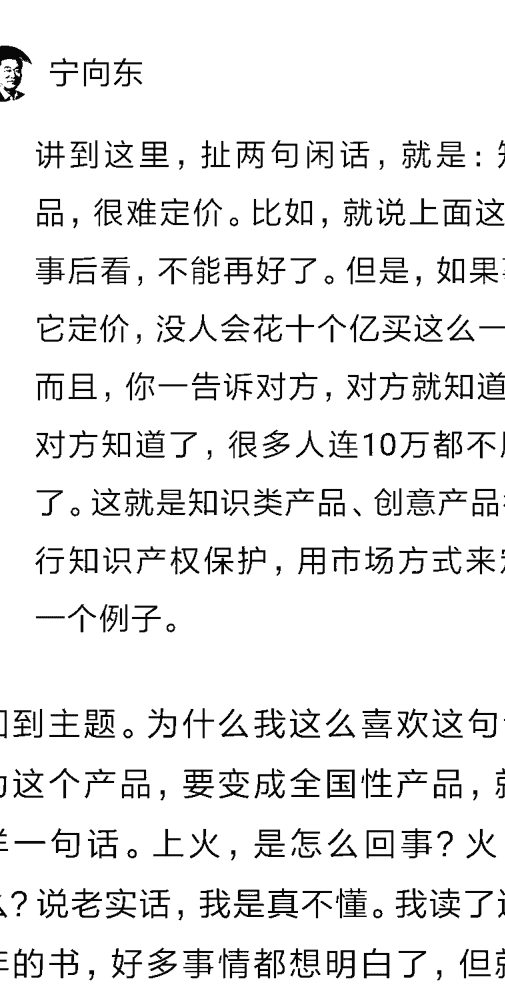 宁向东
讲到这里，扯两句闲话，就是：
品，很难定价。比如，就说上面这
事后看，不能再好了。但是，如果
它定价，没人会花十个亿买这么一
而且，你一告诉对方，对方就知道
对方知道了，很多人连10万都不
了。这就是知识类产品、创意产品
行知识产权保护，用市场方式来
一个例子。
到主题。为什么我这么喜欢这句
这个产品，要变成全国性产品，
一句话。上火，是怎么回事？火
？说老实话，我是真不懂。我读了
的书，好多事情都想明白了，但